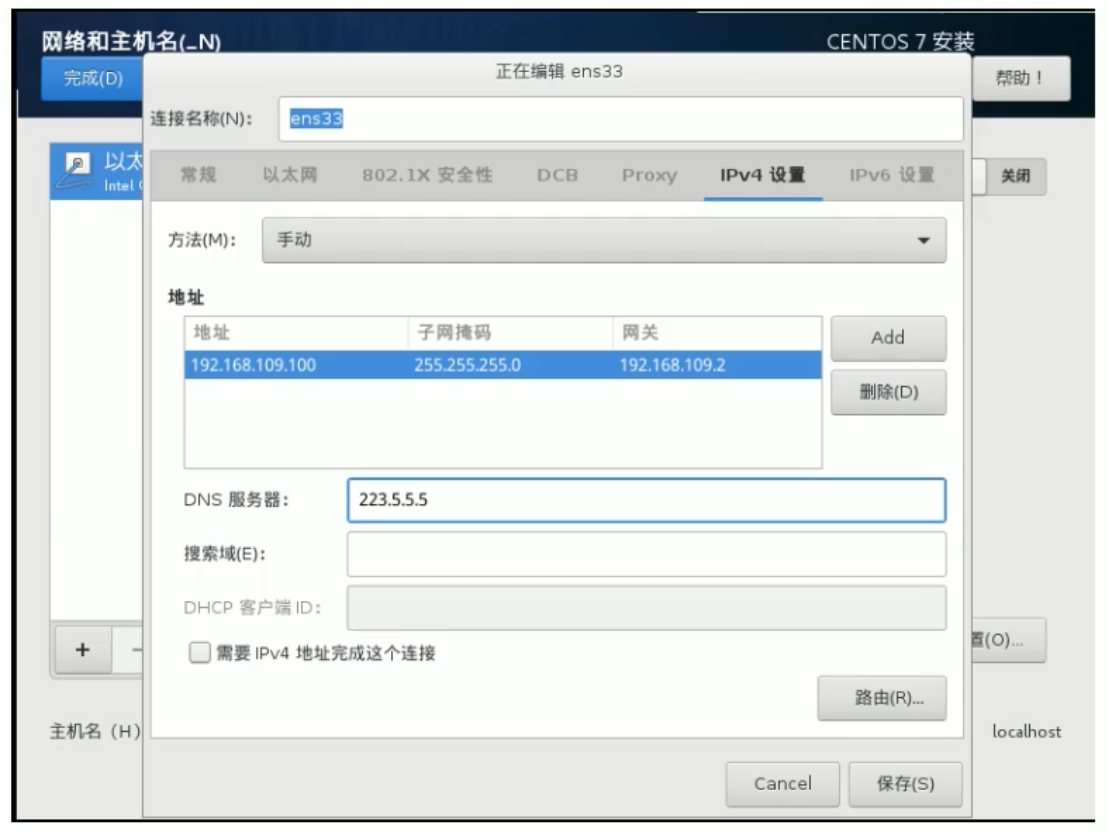 网络和主机名(_N)
CENTOS 7 安装
完成(D)
正在编辑 ens33
帮助！
连接名称(N):
ens33
以太
Intel
常规 以太网 802.1X 安全性 DCB Proxy IPv4 设置 IPv6 设置
关闭
方法(M): 手动
地址
地址 子网掩码 网关
Add
192.168.109.100 255.255.255.0 192.168.109.2
删除(D)
DNS 服务器: 223.5.5.5
搜索域(E):
DHCP 客户端 ID:
需要 IPv4 地址完成这个连接
置(O)...
路由(R)...
主机名 (H)
localhost
Cancel 保存(S)